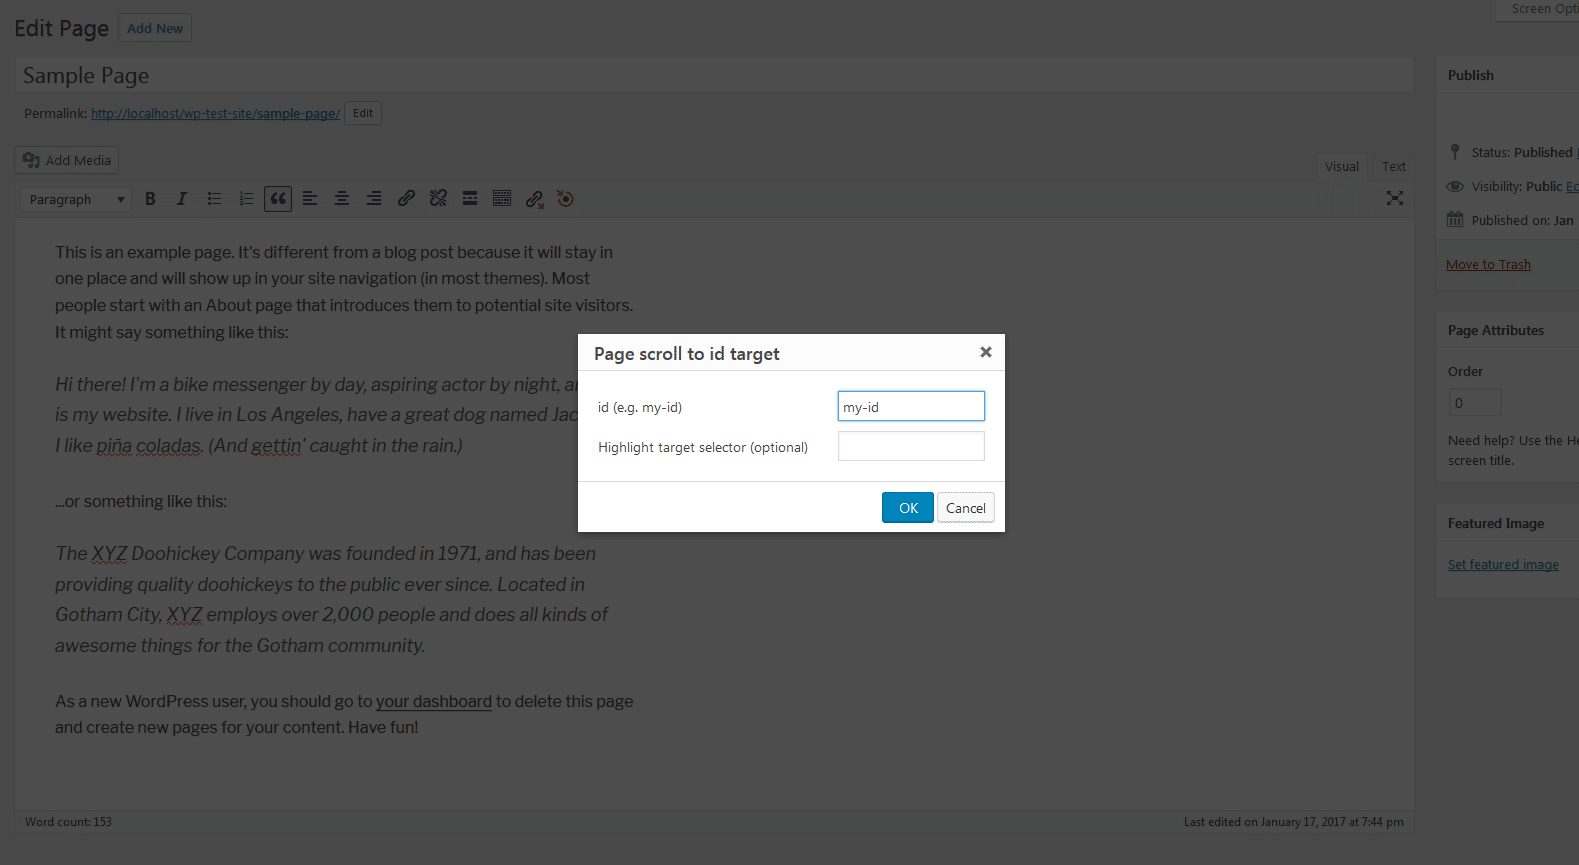 Edit Page Add New
Screen Opti
Sample Page
Permalink: http://localhost/wp-test-site/sample-page/ Edit
Add Media
Visual Text
Paragraph B I
This is an example page. It's different from a blog post because it will stay in
one place and will show up in your site navigation (in most themes). Most
people start with an About page that introduces them to potential site visitors.
It might say something like this:
Hi there! I'm a bike messenger by day, aspiring actor by night, a
is my website. I live in Los Angeles, have a great dog named Jac
I like piña coladas. (And gettin' caught in the rain.)
...or something like this:
The XYZ Doohickey Company was founded in 1971, and has been
providing quality doohickeys to the public ever since. Located in
Gotham City, XYZ employs over 2,000 people and does all kinds of
awesome things for the Gotham community.
As a new WordPress user, you should go to your dashboard to delete this page
and create new pages for your content. Have fun!
Word count: 153
Last edited on January 17, 2017 at 7:44 pm
Page scroll to id target
id (e.g. my-id) my-id
Highlight target selector (optional)
OK Cancel
Publish
Status: Published
Visibility: Public Ed
Published on: Jan
Move to Trash
Page Attributes
Order
0
Need help? Use the He
screen title.
Featured Image
Set featured image